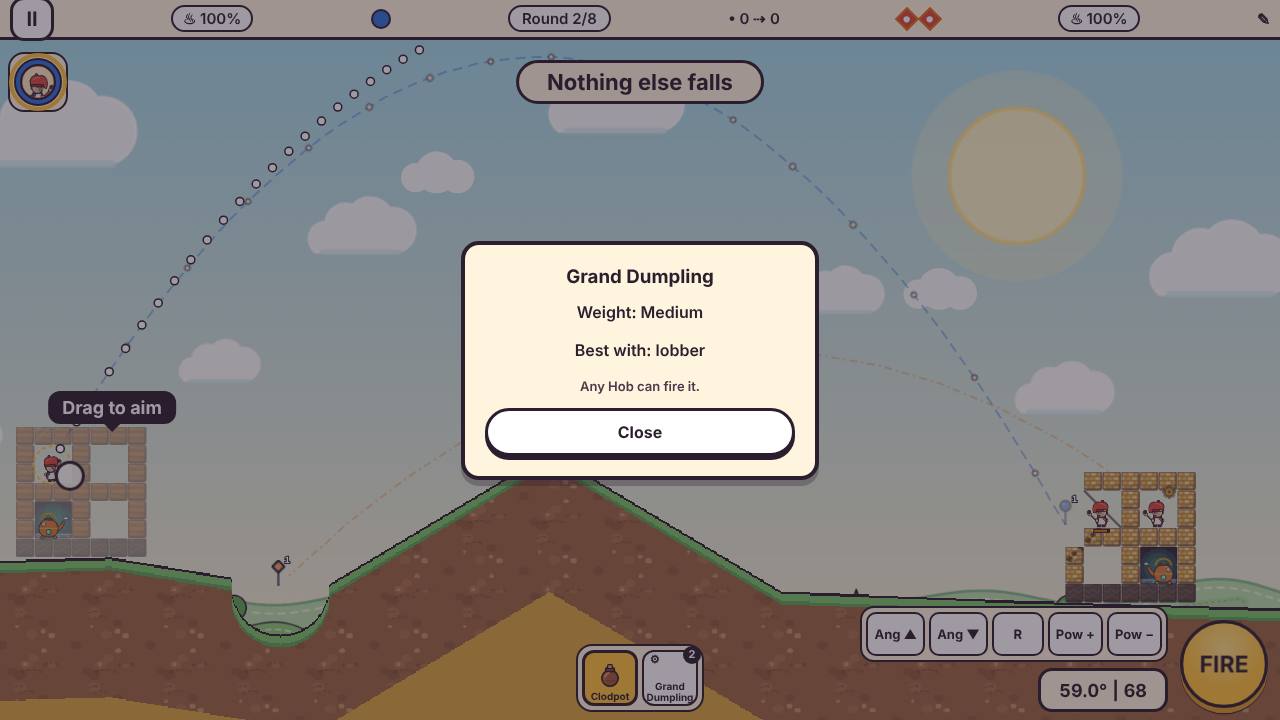 100%
Round 2/8
• 0 ⇢ 0
100%
Nothing else falls
Grand Dumpling
Weight: Medium
Best with: lobber
Any Hob can fire it.
Close
Drag to aim
1
1
Ang ▲
Ang ▼
R
Pow +
Pow −
FIRE
59.0° | 68
Clodpot
2
Grand
Dumpling